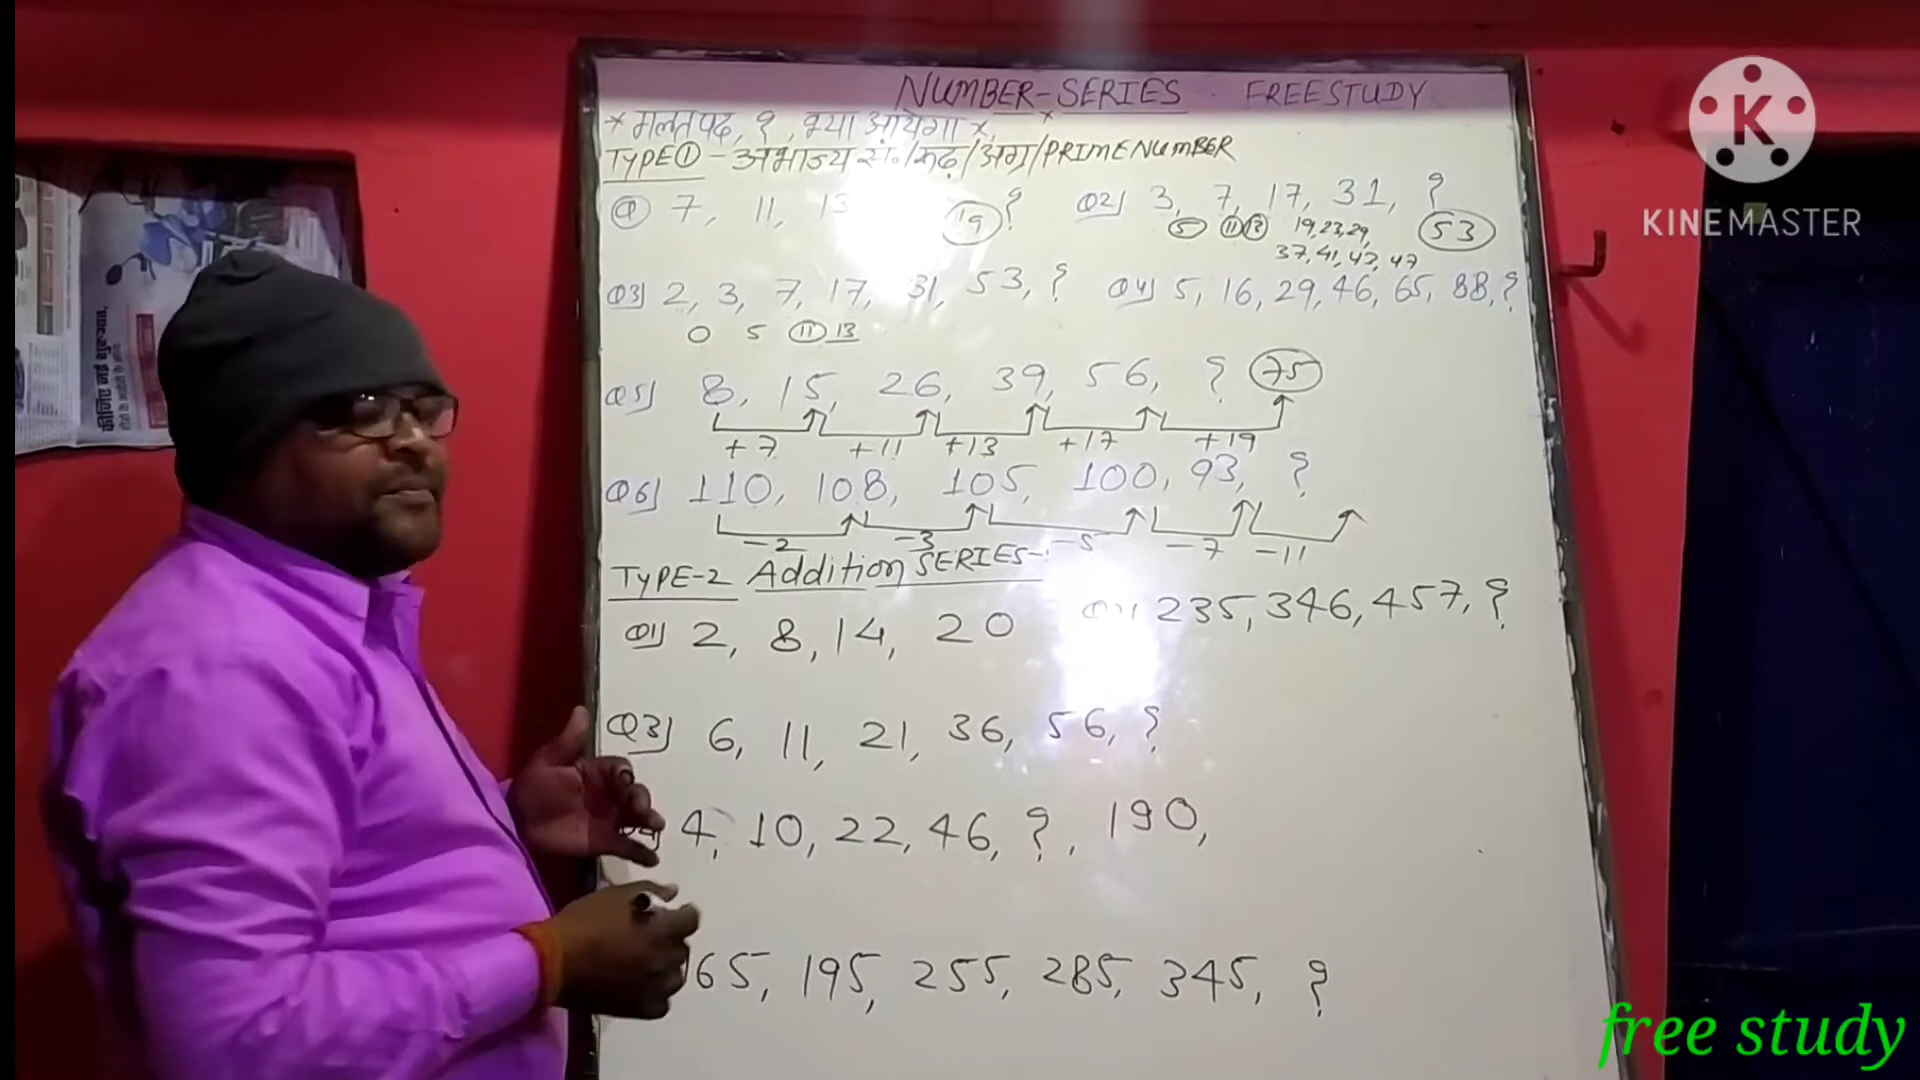 NUMBER-SERIES . FREE STUDY
* गलत पद, ?, क्या आयेगा *, *
TYPE① - अभाज्य सं०/रूढ़/अग्र/PRIME NUMBER
Q 7, 11, 13 19 ? Q2) 3, 7, 17, 31, ?
5 11 13 19,23,29, 53
37,41,43,47
Q3) 2, 3, 7, 17, 31, 53, ? Q4) 5, 16, 29, 46, 65, 88, ?
0 5 11 13
Q5) 8, 15, 26, 39, 56, ? 75
+7 +11 +13 +17 +19
Q6) 110, 108, 105, 100, 93, ?
-2 -3 -5 -7 -11
TYPE-2 Addition SERIES-:
Q1) 2, 8, 14, 20 235, 346, 457, ?
Q3) 6, 11, 21, 36, 56, ?
4, 10, 22, 46, ?, 190,
165, 195, 255, 285, 345, ?
K
KINEMASTER
free study